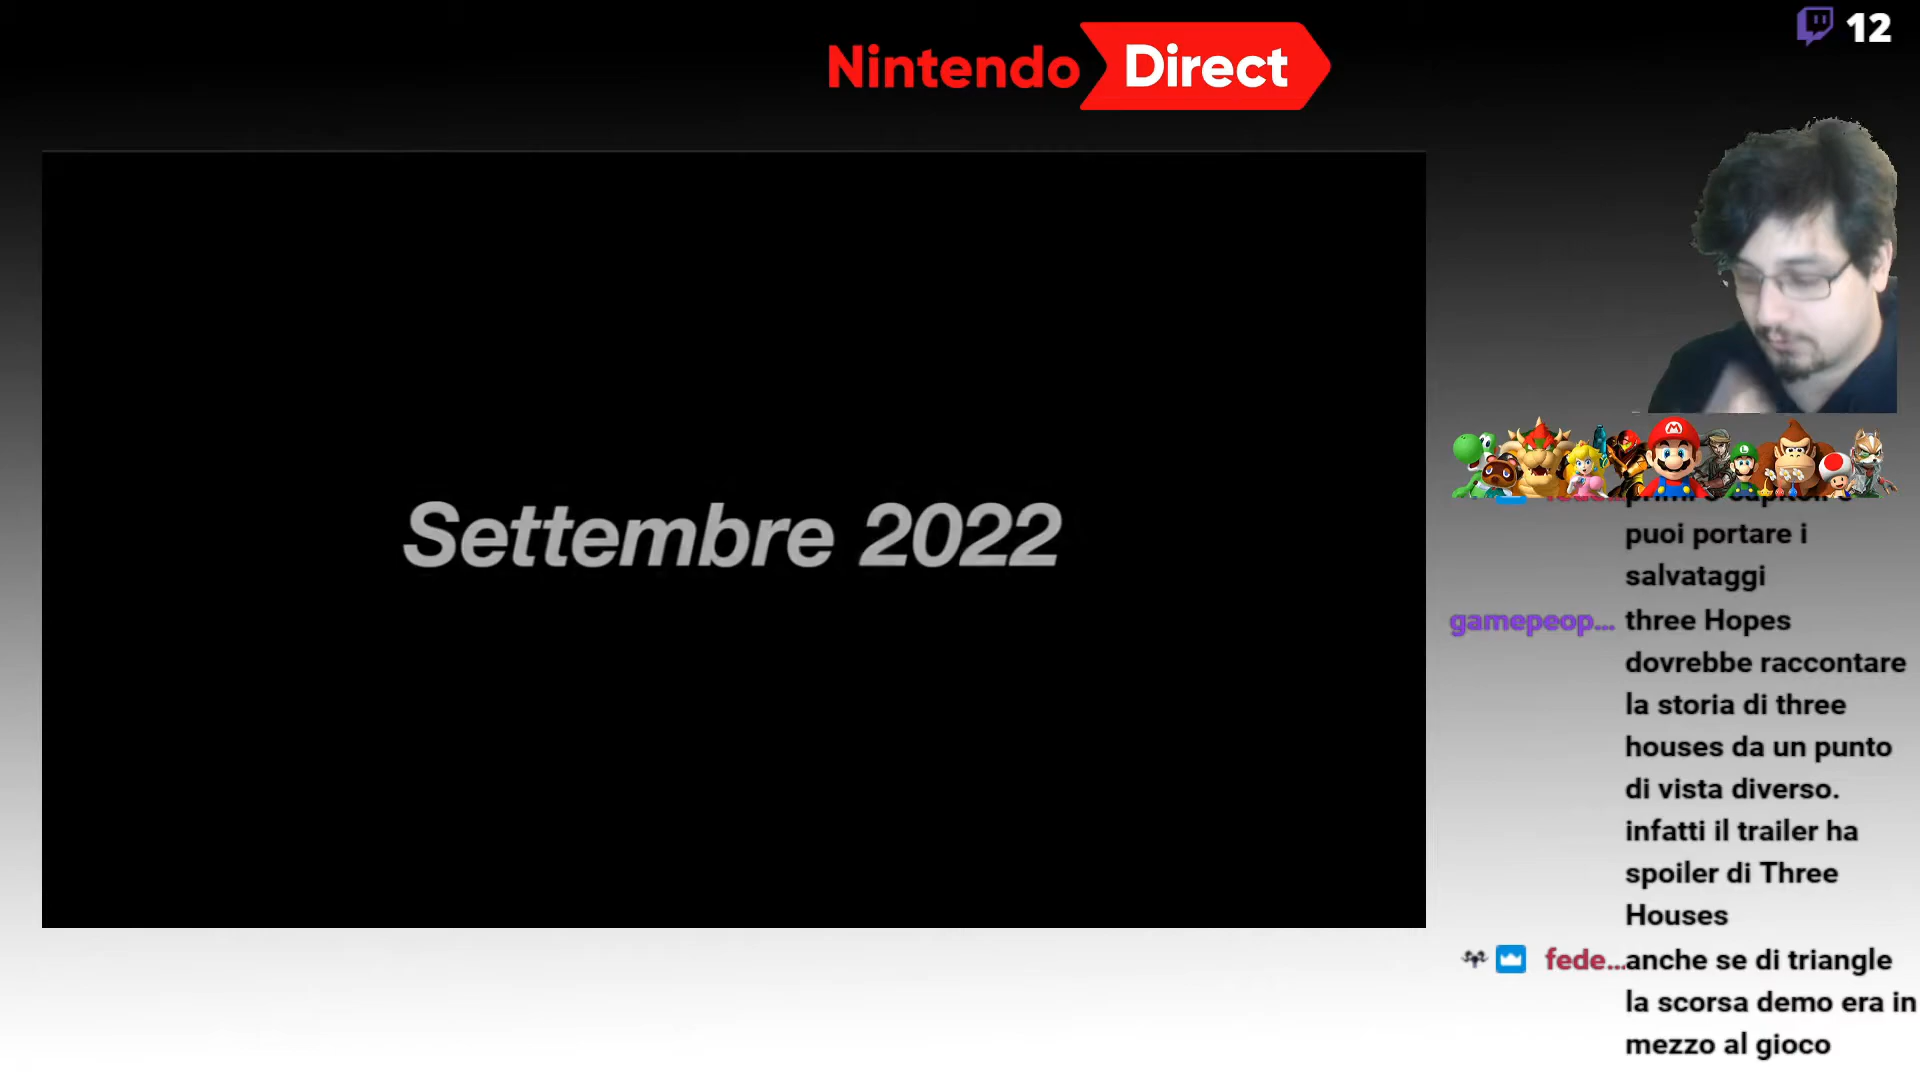 Nintendo Direct
12
Settembre 2022
puoi portare i
salvataggi
gamepeop... three Hopes
dovrebbe raccontare
la storia di three
houses da un punto
di vista diverso.
infatti il trailer ha
spoiler di Three
Houses
fede... anche se di triangle
la scorsa demo era in
mezzo al gioco